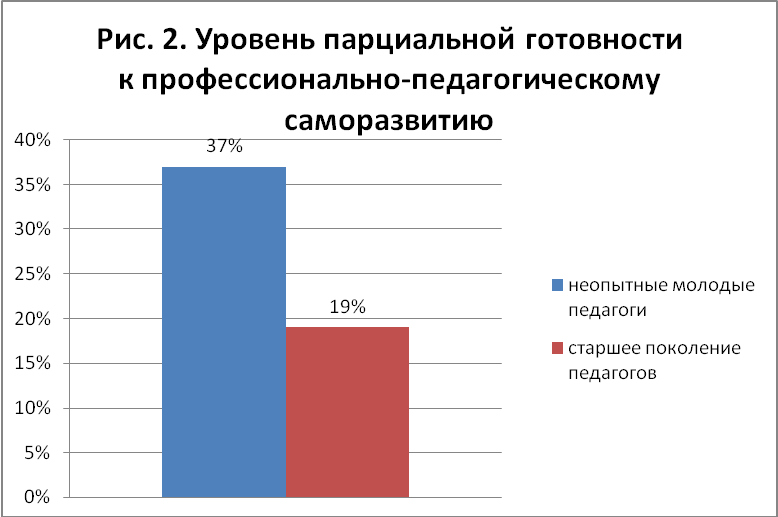 Рис. 2. Уровень парциальной готовности
к профессионально-педагогическому
саморазвитию
40%
35%
30%
25%
20%
15%
10%
5%
0%
37%
19%
неопытные молодые
педагоги
старшее поколение
педагогов